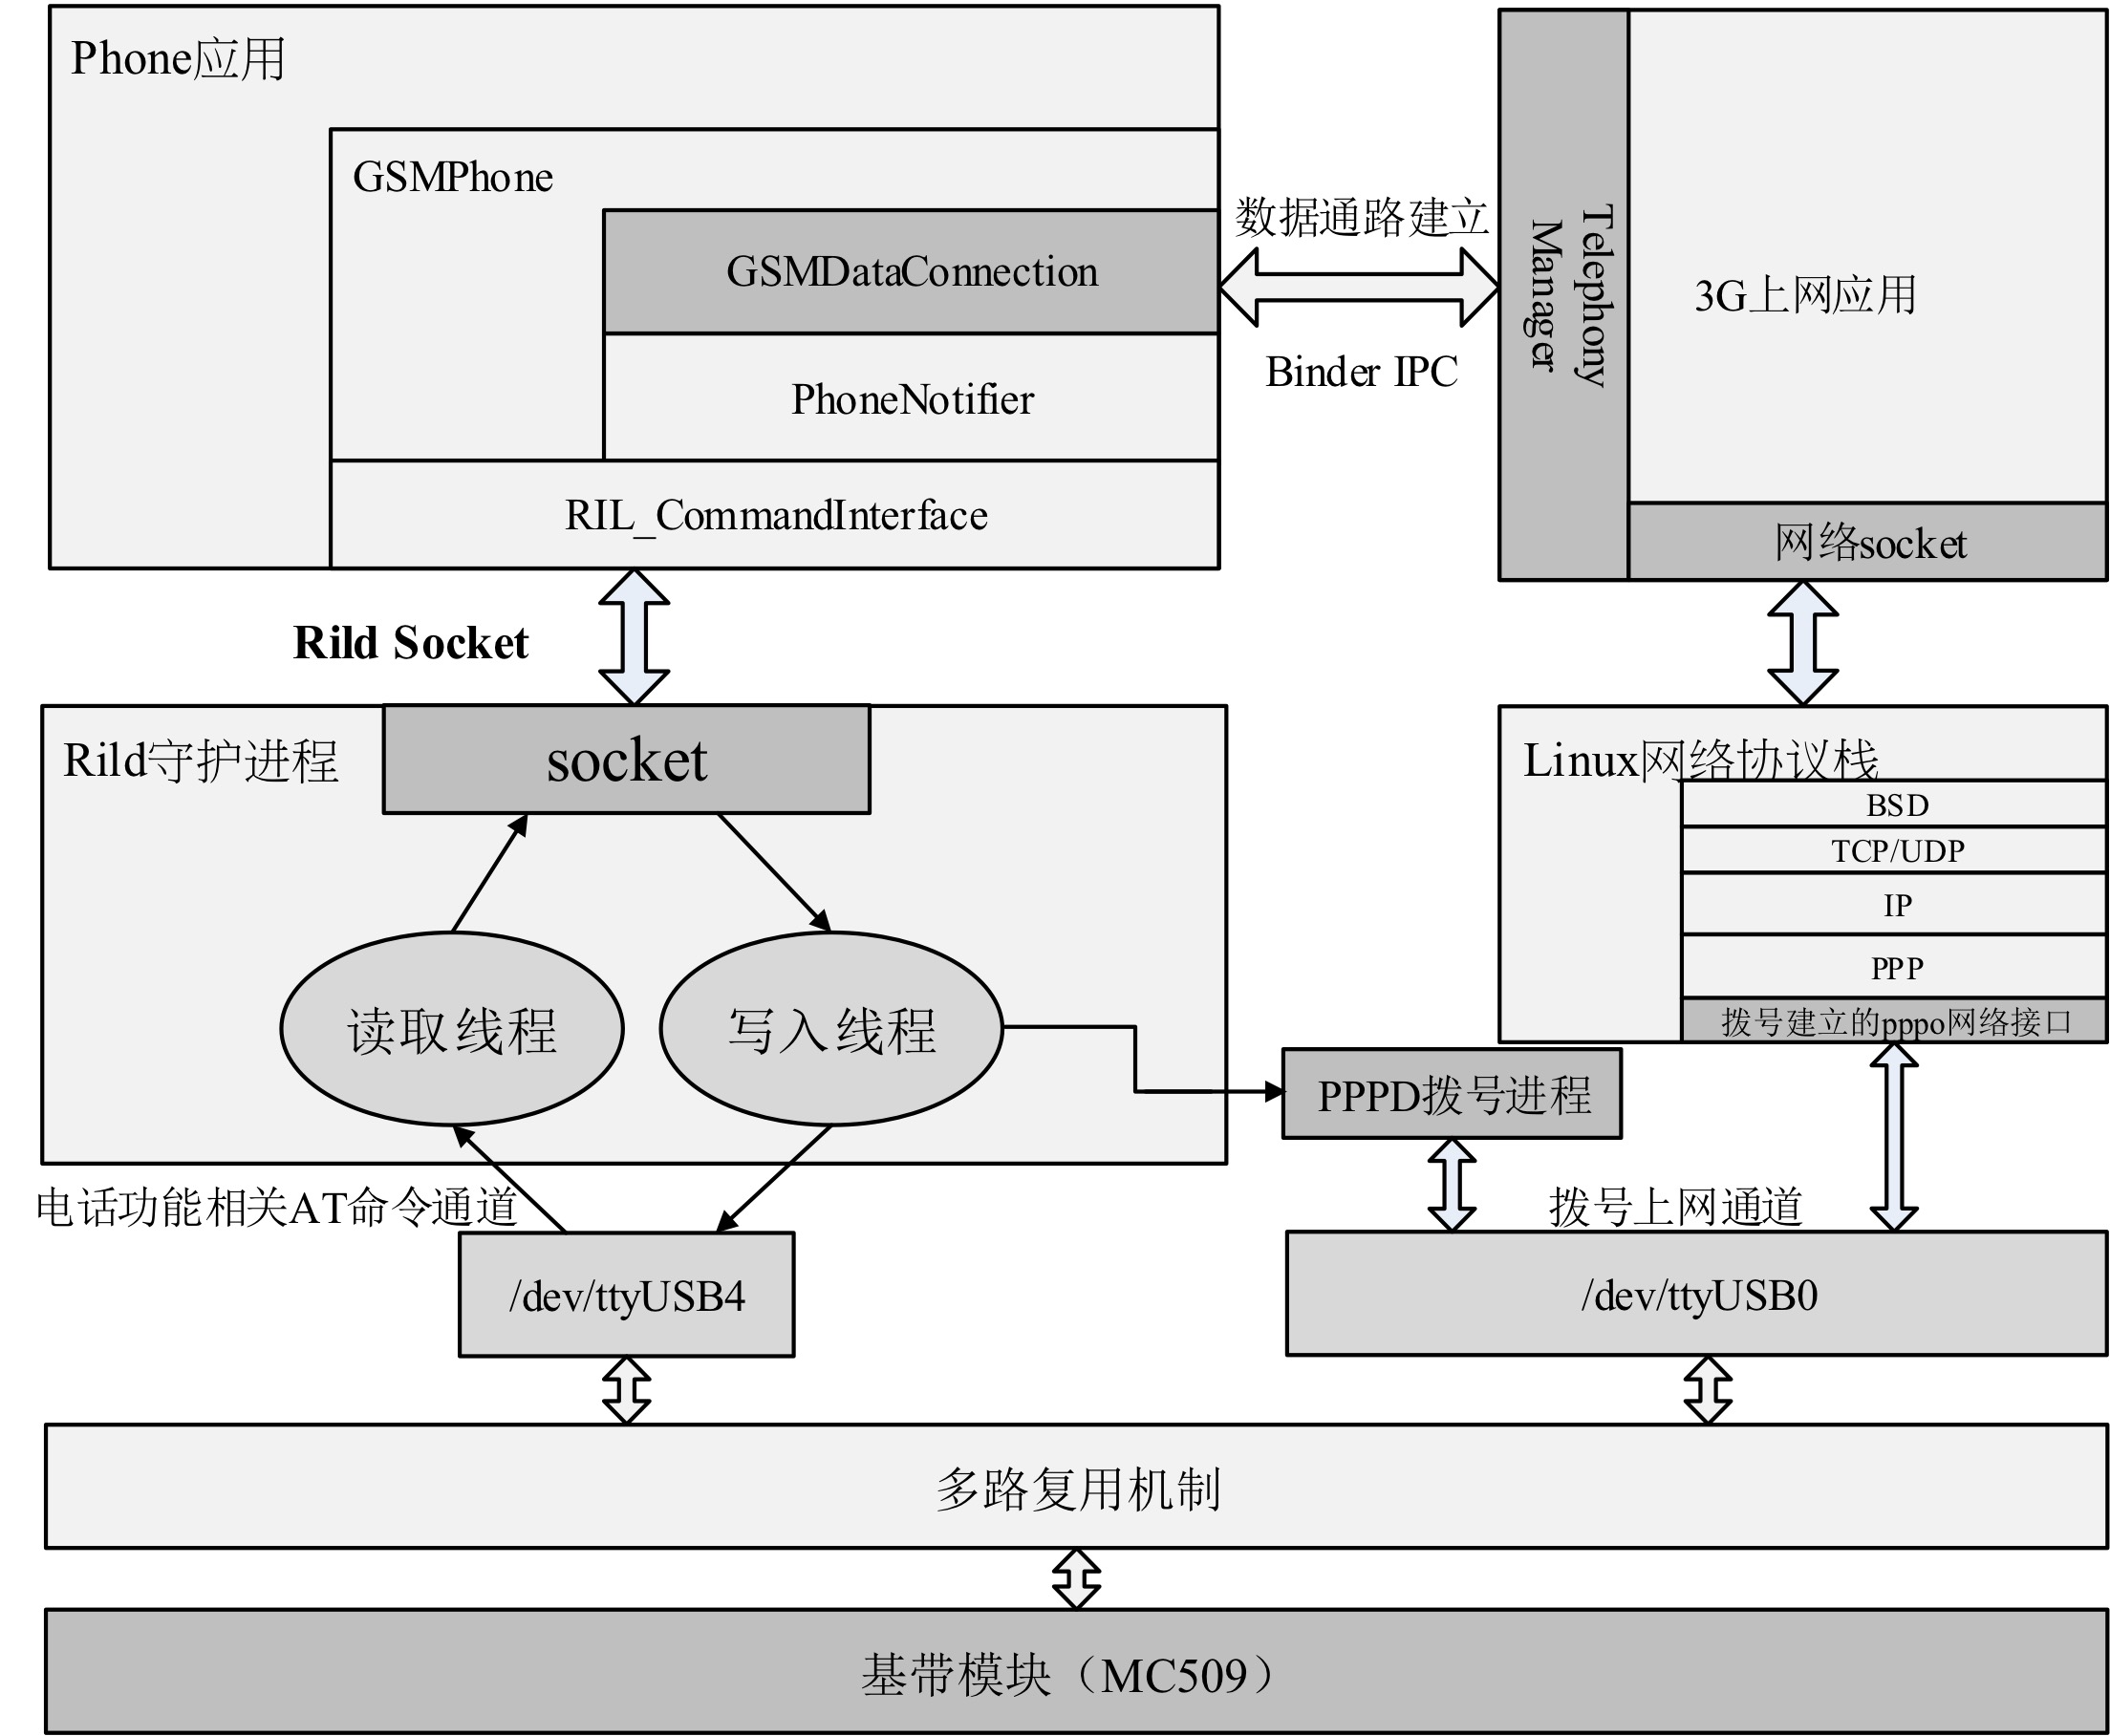 Phone应用
GSMPhone
GSMDataConnection
PhoneNotifier
RIL_CommandInterface
数据通路建立
Binder IPC
Telephony
Manager
3G上网应用
网络socket
Rild Socket
Rild守护进程
socket
读取线程
写入线程
Linux网络协议栈
BSD
TCP/UDP
IP
PPP
拨号建立的pppo网络接口
PPPD拨号进程
电话功能相关AT命令通道
拨号上网通道
/dev/ttyUSB4
/dev/ttyUSB0
多路复用机制
基带模块（MC509）